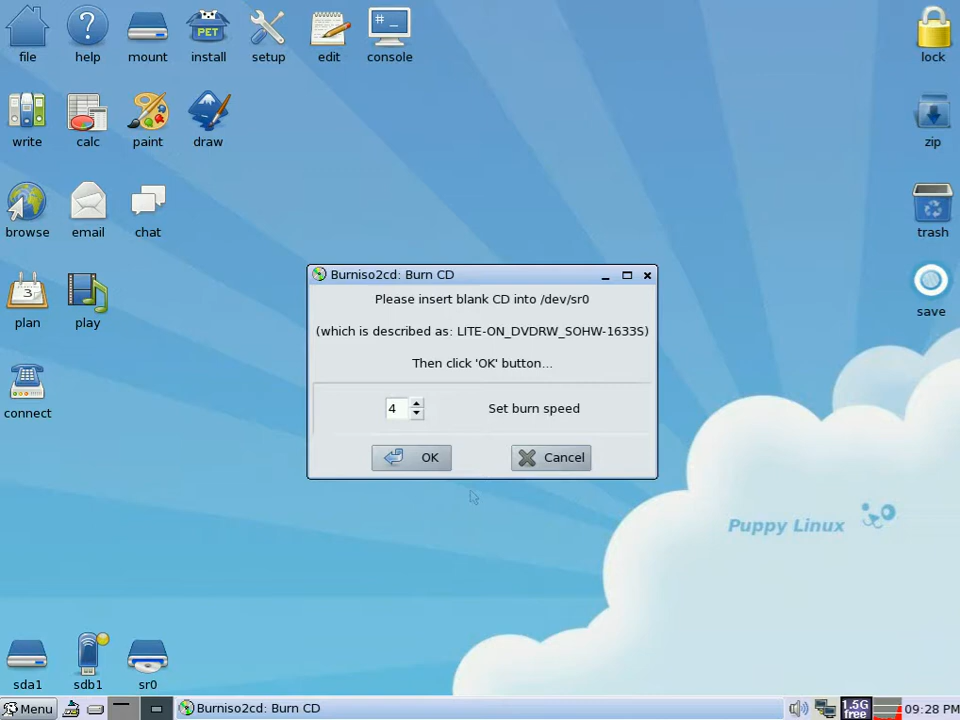 file
help
mount
PET
install
setup
edit
# _
console
lock
write
calc
paint
draw
zip
browse
email
chat
trash
3
plan
play
save
connect
Burniso2cd: Burn CD
Please insert blank CD into /dev/sr0
(which is described as: LITE-ON_DVDRW_SOHW-1633S)
Then click 'OK' button...
4
Set burn speed
OK
Cancel
Puppy Linux
sda1
sdb1
sr0
Menu
Burniso2cd: Burn CD
1.5G
free
09:28 PM